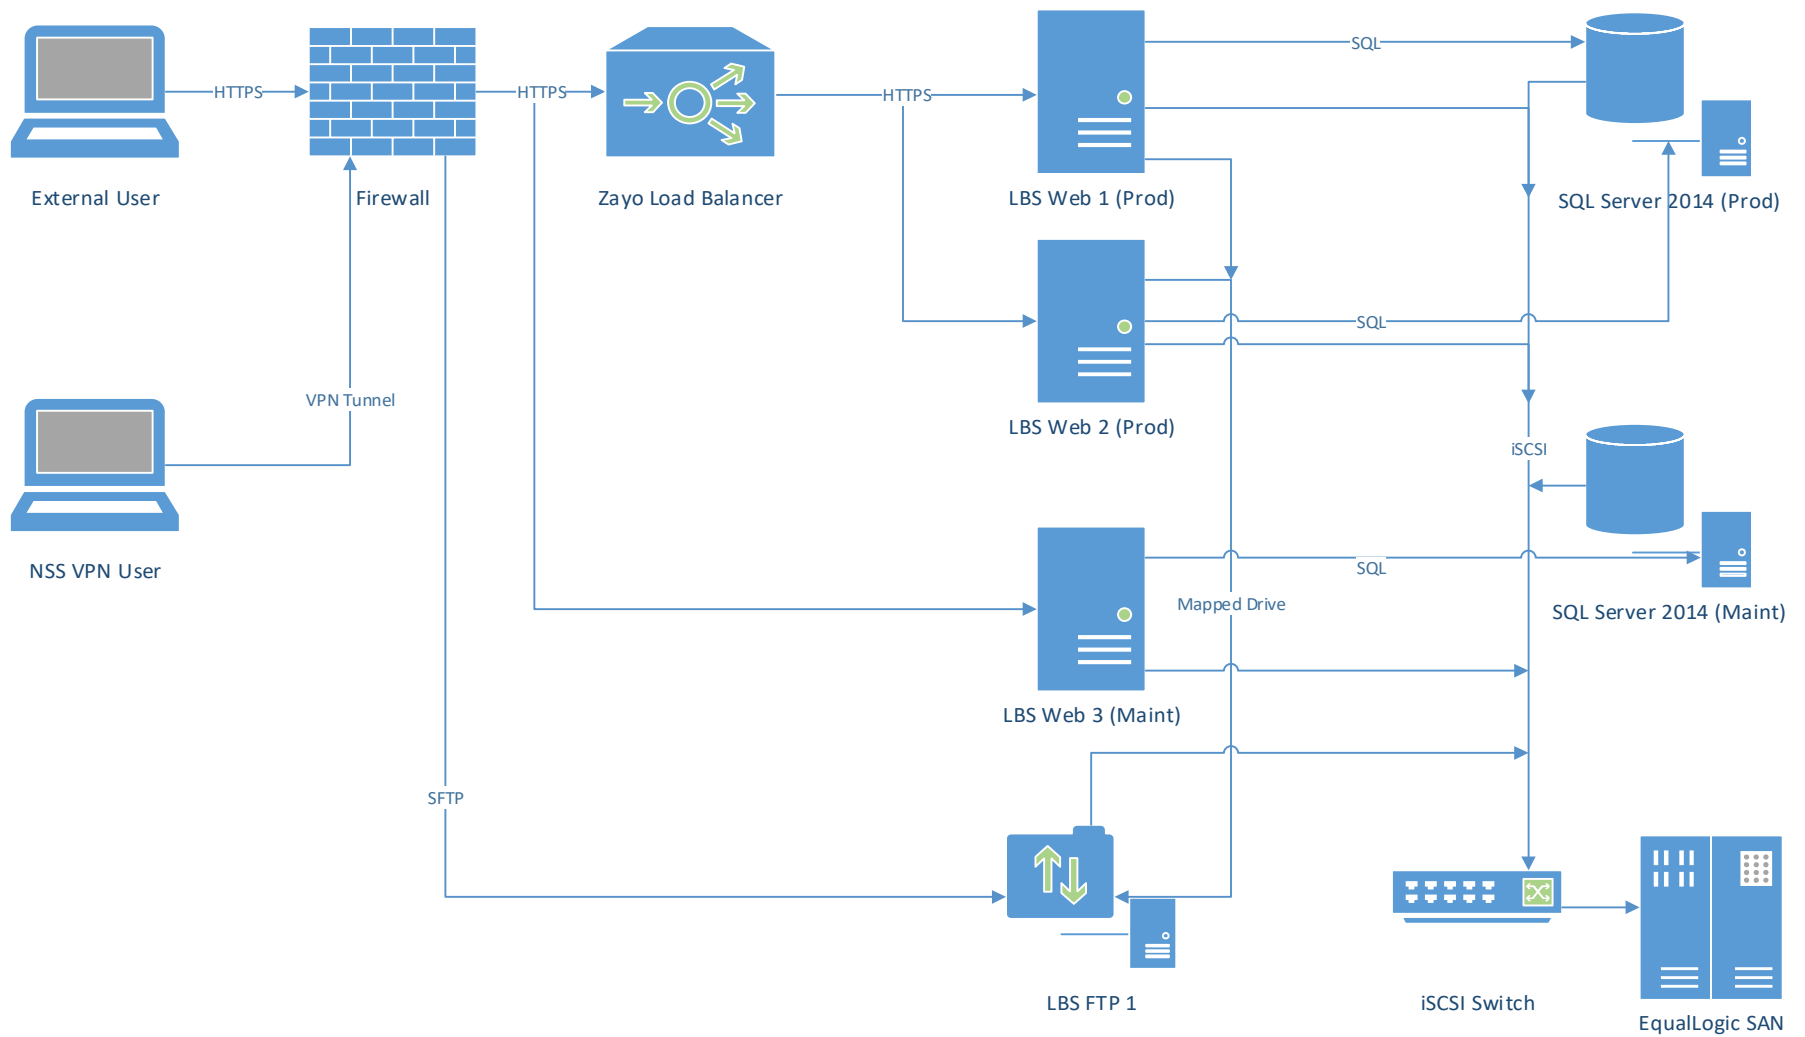 SQL
HTTPS
HTTPS
HTTPS
External User
Firewall
Zayo Load Balancer
LBS Web 1 (Prod)
SQL Server 2014 (Prod)
SQL
VPN Tunnel
LBS Web 2 (Prod)
iSCSI
NSS VPN User
SQL
Mapped Drive
SQL Server 2014 (Maint)
LBS Web 3 (Maint)
SFTP
LBS FTP 1
iSCSI Switch
EqualLogic SAN